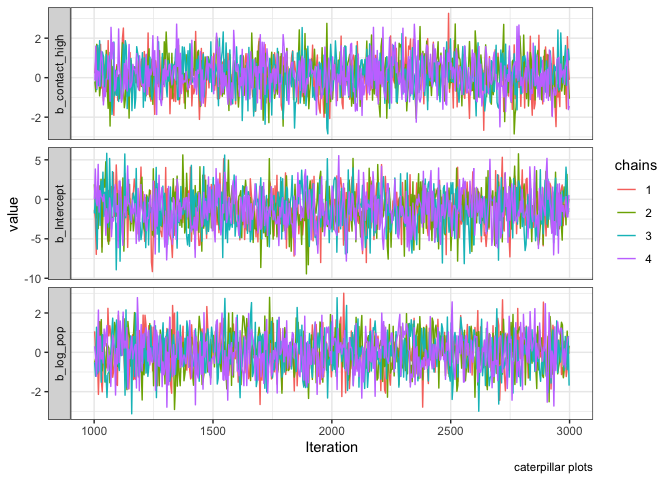 b_contact_high
2
0
-2
b_Intercept
5
0
-5
-10
b_log_pop
2
0
-2
value
1000
1500
2000
2500
3000
Iteration
chains
1
2
3
4
caterpillar plots